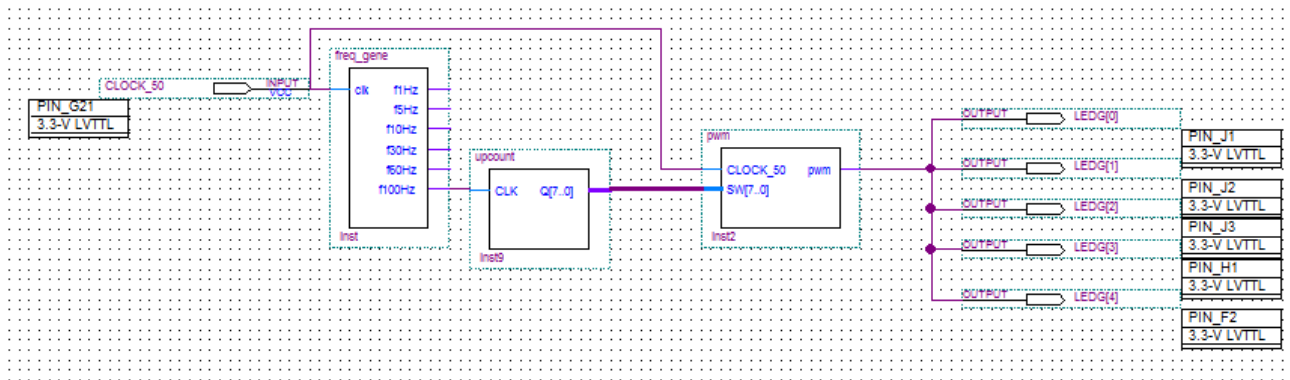 CLOCK_50
INPUT
VCC
PIN_G21
3.3-V LVTTL
freq_gene
clk
f1Hz
f5Hz
f10Hz
f30Hz
f60Hz
f100Hz
inst
upcount
CLK
Q[7..0]
inst9
pwm
CLOCK_50
pwm
SW[7..0]
inst2
OUTPUT
LEDG[0]
PIN_J1
3.3-V LVTTL
OUTPUT
LEDG[1]
PIN_J2
3.3-V LVTTL
OUTPUT
LEDG[2]
PIN_J3
3.3-V LVTTL
OUTPUT
LEDG[3]
PIN_H1
3.3-V LVTTL
OUTPUT
LEDG[4]
PIN_F2
3.3-V LVTTL